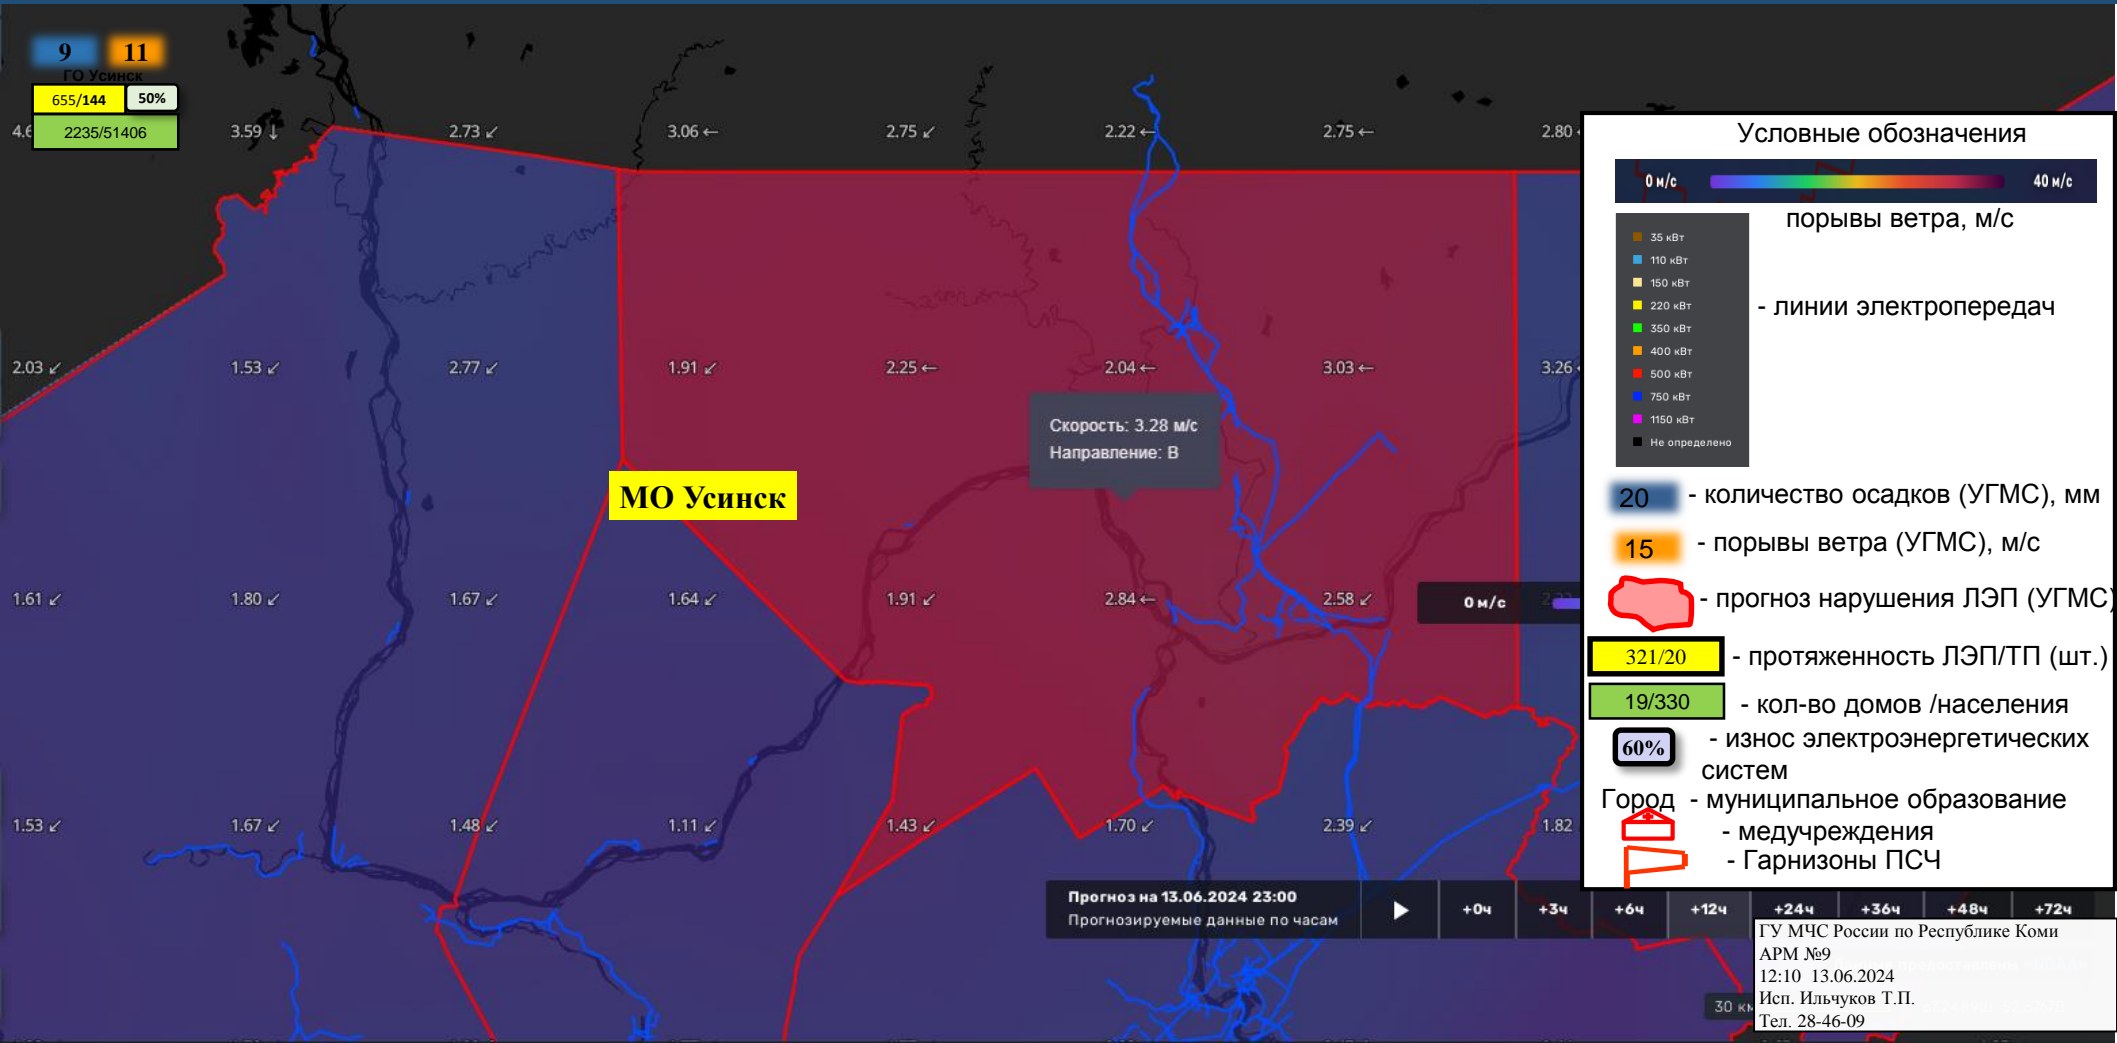 9 11
ГО Усинск
655/144 50%
2235/51406
3.59 ↓ 2.73 ↙ 3.06 ← 2.75 ↙ 2.22 ← 2.75 ← 2.80
2.03 ↙ 1.53 ↙ 2.77 ↙ 1.91 ↙ 2.25 ← 2.04 ← 3.03 ← 3.26
Скорость: 3.28 м/с
Направление: В
МО Усинск
1.61 ↙ 1.80 ↙ 1.67 ↙ 1.64 ↙ 1.91 ↙ 2.84 ← 2.58 ↙
0 м/с
1.53 ↙ 1.67 ↙ 1.48 ↙ 1.11 ↙ 1.43 ↙ 1.70 ↙ 2.39 ↙ 1.82
Условные обозначения
0 м/с 40 м/с
порывы ветра, м/с
35 кВт
110 кВт
150 кВт
220 кВт
350 кВт
400 кВт
500 кВт
750 кВт
1150 кВт
Не определено
- линии электропередач
20 - количество осадков (УГМС), мм
15 - порывы ветра (УГМС), м/с
- прогноз нарушения ЛЭП (УГМС)
321/20 - протяженность ЛЭП/ТП (шт.)
19/330 - кол-во домов /населения
60% - износ электроэнергетических
систем
Город - муниципальное образование
- медучреждения
- Гарнизоны ПСЧ
Прогноз на 13.06.2024 23:00
Прогнозируемые данные по часам
+0ч +3ч +6ч +12ч +24ч +36ч +48ч +72ч
30 км
ГУ МЧС России по Республике Коми
АРМ №9
12:10 13.06.2024
Исп. Ильчуков Т.П.
Тел. 28-46-09